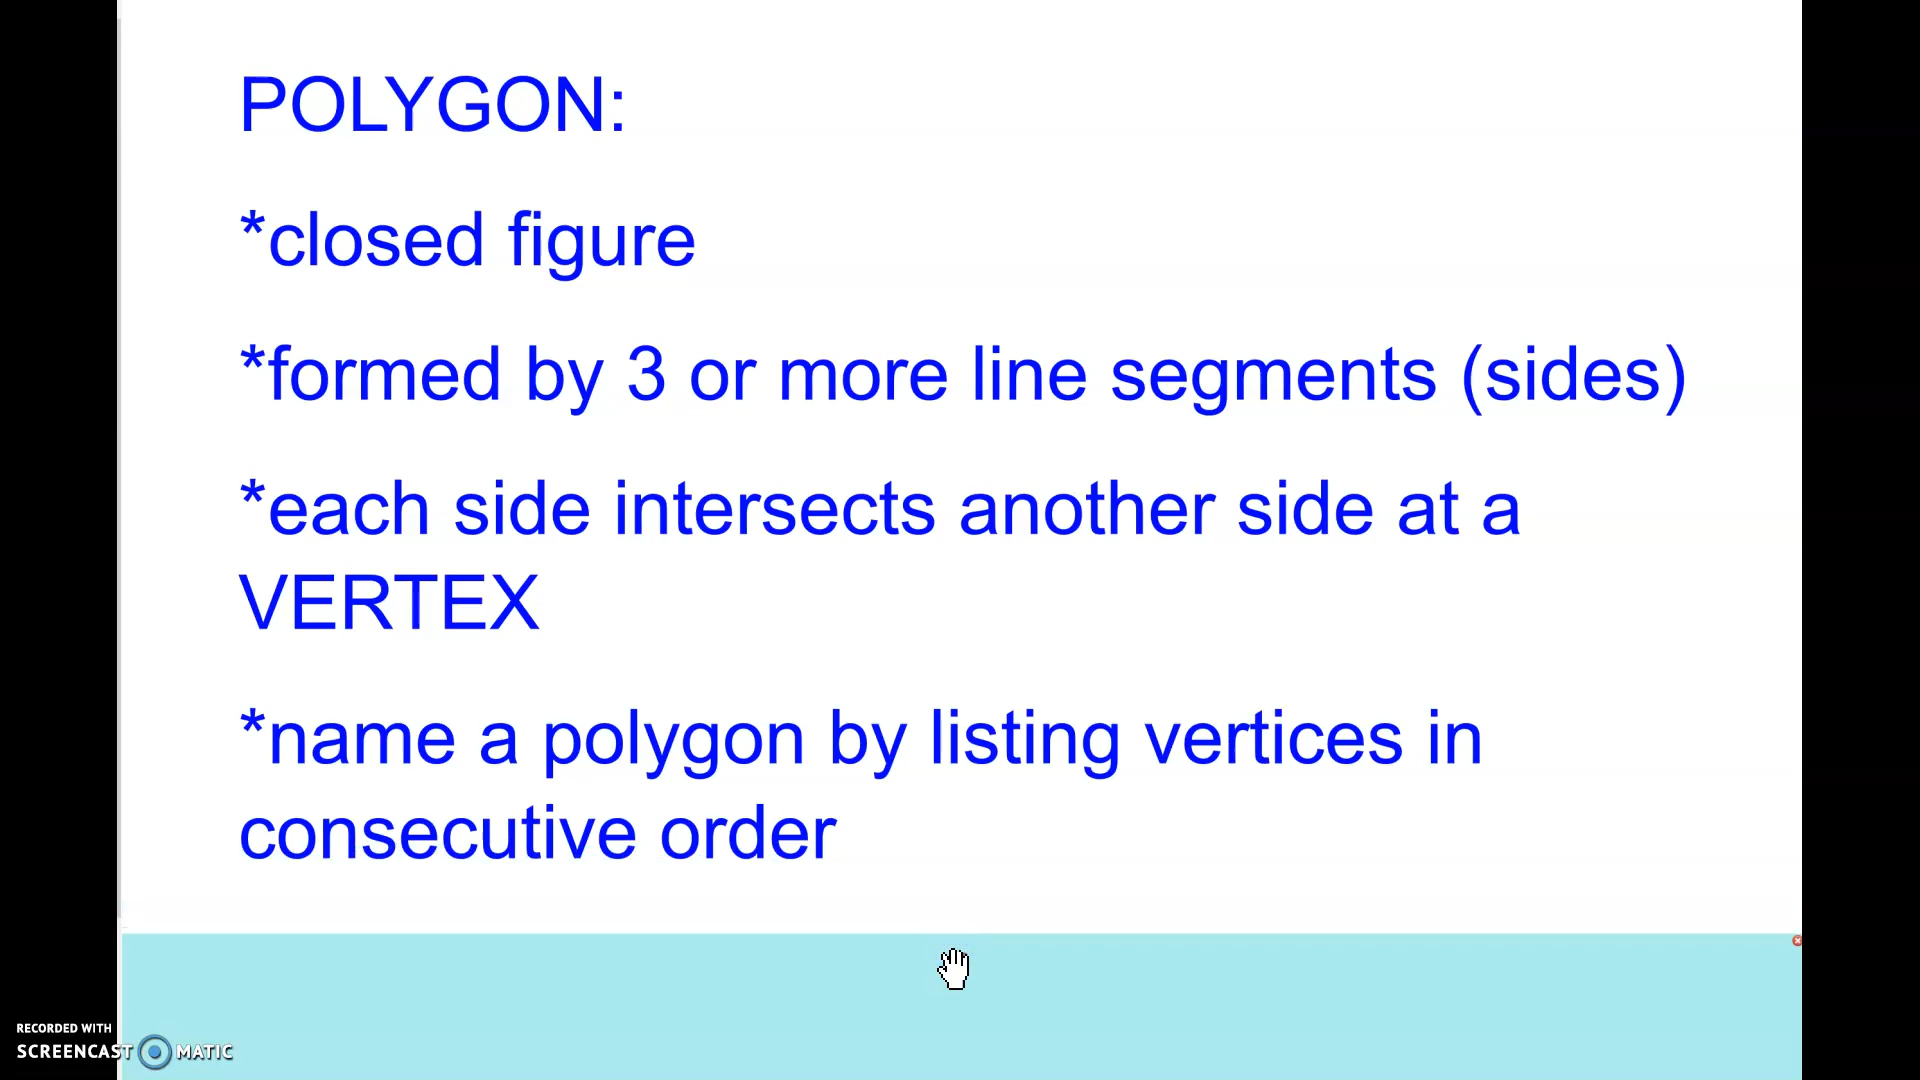 POLYGON:
*closed figure
*formed by 3 or more line segments (sides)
*each side intersects another side at a
VERTEX
*name a polygon by listing vertices in
consecutive order
RECORDED WITH
SCREENCAST MATIC